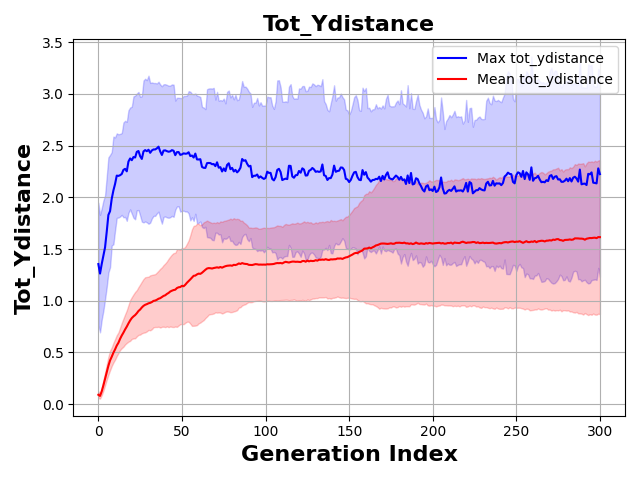 Tot_Ydistance
Max tot_ydistance
Mean tot_ydistance
Tot_Ydistance
3.5
3.0
2.5
2.0
1.5
1.0
0.5
0.0
0 50 100 150 200 250 300
Generation Index